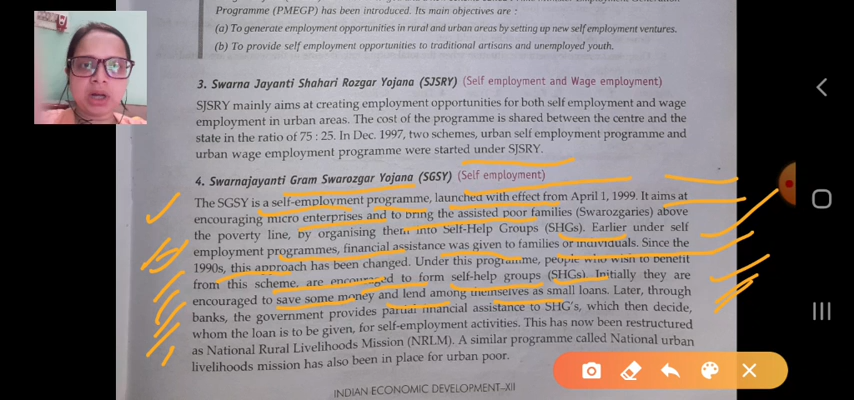 Programme (PMEGP) has been introduced. Its main objectives are :
(a) To generate employment opportunities in rural and urban areas by setting up new self employment ventures.
(b) To provide self employment opportunities to traditional artisans and unemployed youth.
3. Swarna Jayanti Shahari Rozgar Yojana (SJSRY) (Self employment and Wage employment)
SJSRY mainly aims at creating employment opportunities for both self employment and wage
employment in urban areas. The cost of the programme is shared between the centre and the
state in the ratio of 75 : 25. In Dec. 1997, two schemes, urban self employment programme and
urban wage employment programme were started under SJSRY.
4. Swarnajayanti Gram Swarozgar Yojana (SGSY) (Self employment)
The SGSY is a self-employment programme, launched with effect from April 1, 1999. It aims at
encouraging micro enterprises and to bring the assisted poor families (Swarozgaries) above
the poverty line, by organising them into Self-Help Groups (SHGs). Earlier under self
employment programmes, financial assistance was given to families or individuals. Since the
1990s, this approach has been changed. Under this programme, people who wish to benefit
from this scheme, are encouraged to form self-help groups (SHGs). Initially they are
encouraged to save some money and lend among themselves as small loans. Later, through
banks, the government provides partial financial assistance to SHG's, which then decide,
whom the loan is to be given, for self-employment activities. This has now been restructured
as National Rural Livelihoods Mission (NRLM). A similar programme called National urban
livelihoods mission has also been in place for urban poor.
INDIAN ECONOMIC DEVELOPMENT-XII